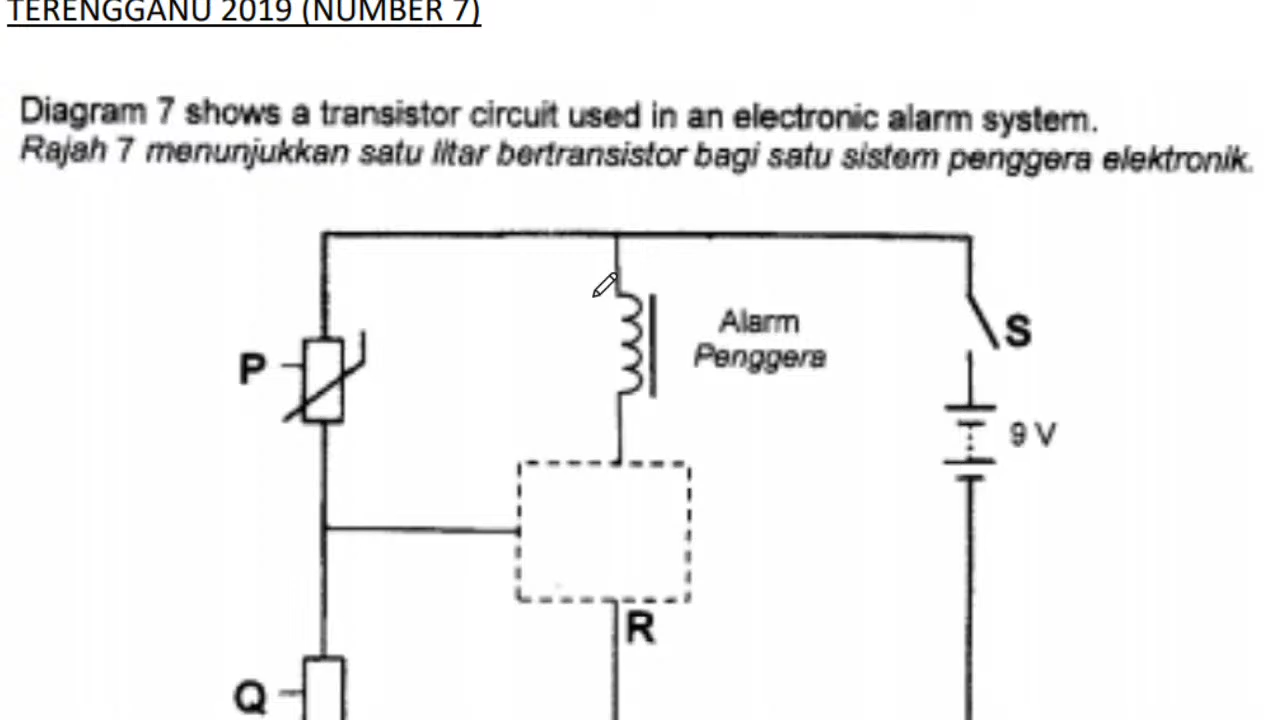 TERENGGANU 2019 (NUMBER 7)
Diagram 7 shows a transistor circuit used in an electronic alarm system.
Rajah 7 menunjukkan satu litar bertransistor bagi satu sistem penggera elektronik.
Alarm
Penggera
S
P
9 V
R
Q